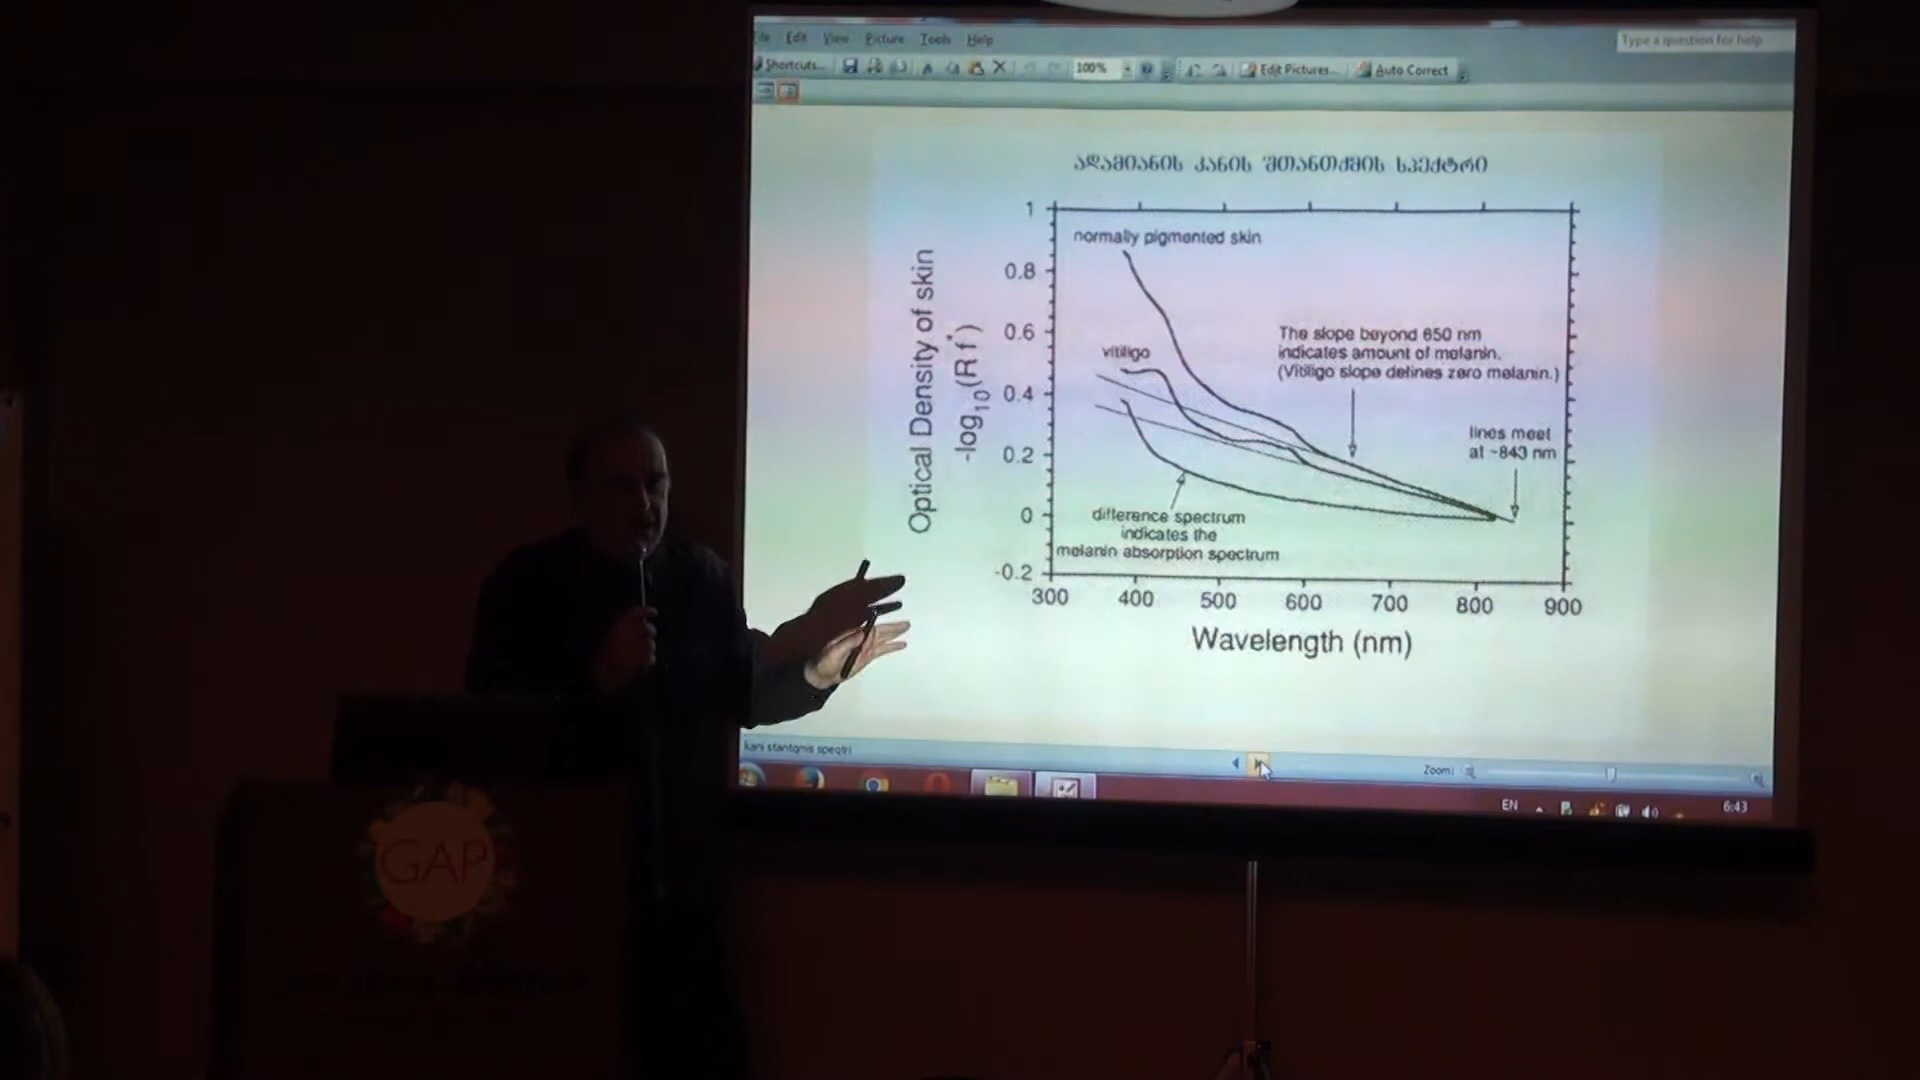 Edit View Picture Tools Help
Type a question for help
Shortcuts...
100%
Edit Pictures...
Auto Correct
ადამიანის კანის შთანთქმის სპექტრი
1
0.8
0.6
0.4
0.2
0
-0.2
Optical Density of skin
-log10(Rf*)
normally pigmented skin
vitiligo
The slope beyond 650 nm
indicates amount of melanin.
(Vitiligo slope defines zero melanin.)
lines meet
at ~843 nm
difference spectrum
indicates the
melanin absorption spectrum
300 400 500 600 700 800 900
Wavelength (nm)
kani stantqmis speqtri
Zoom:
EN
6:43
GAP